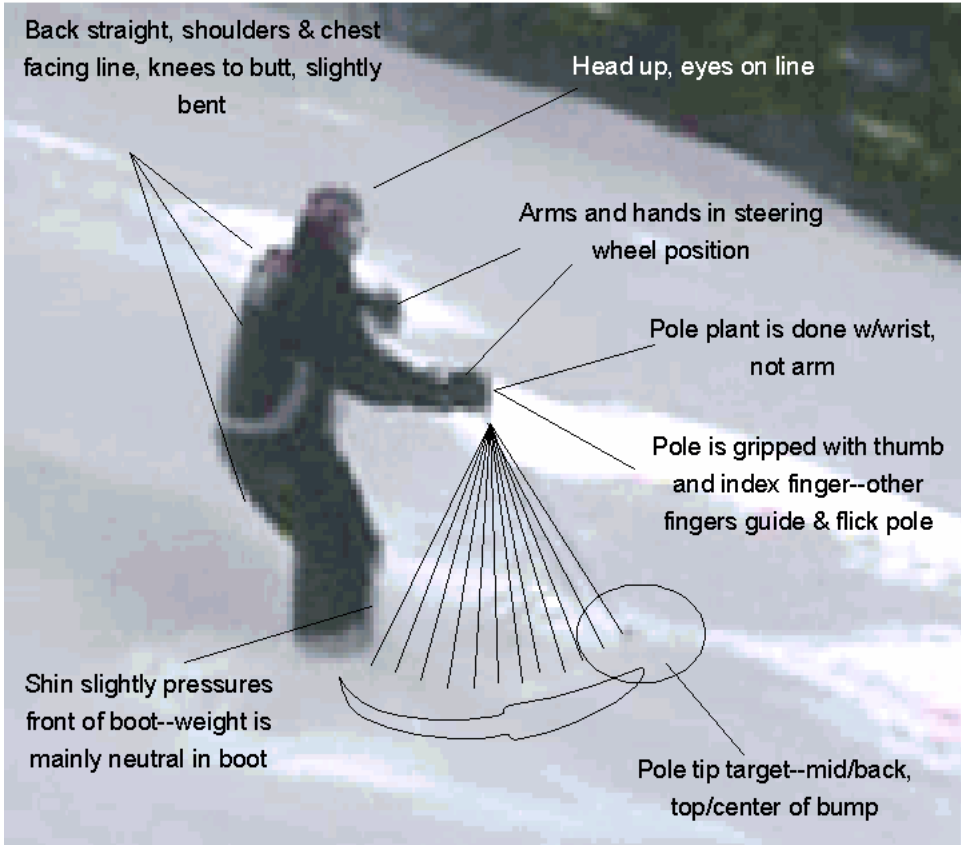 Back straight, shoulders & chest
facing line, knees to butt, slightly
bent
Head up, eyes on line
Arms and hands in steering
wheel position
Pole plant is done w/wrist,
not arm
Pole is gripped with thumb
and index finger--other
fingers guide & flick pole
Shin slightly pressures
front of boot--weight is
mainly neutral in boot
Pole tip target--mid/back,
top/center of bump